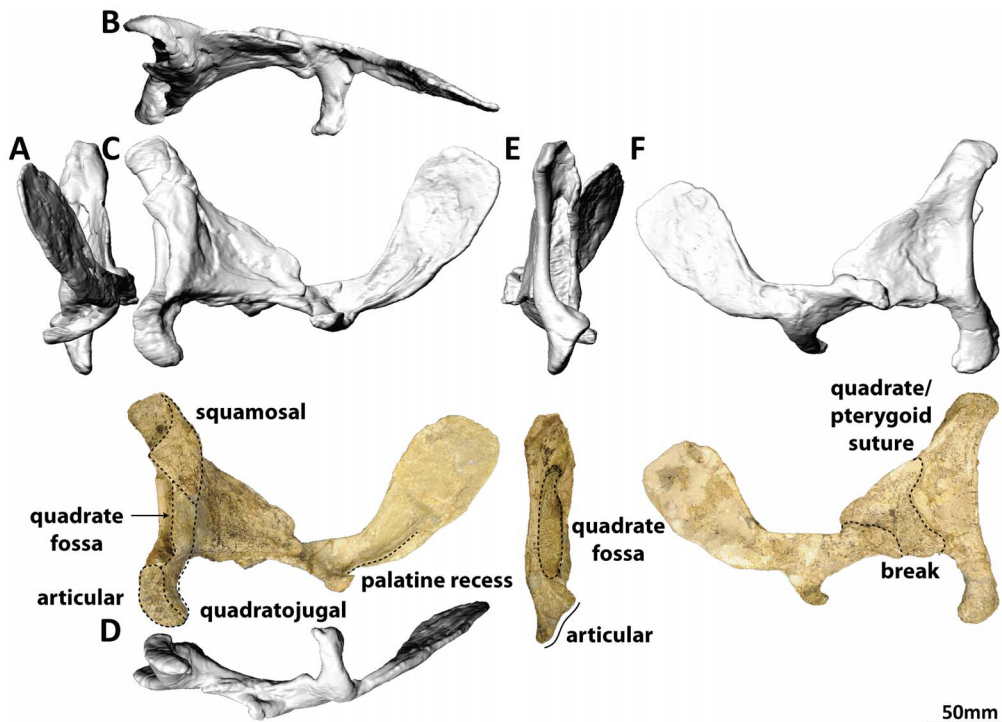 B
A
C
E
F
squamosal
quadrate
fossa
articular
quadratojugal
palatine recess
D
quadrate
fossa
articular
quadrate/
pterygoid
suture
break
50mm